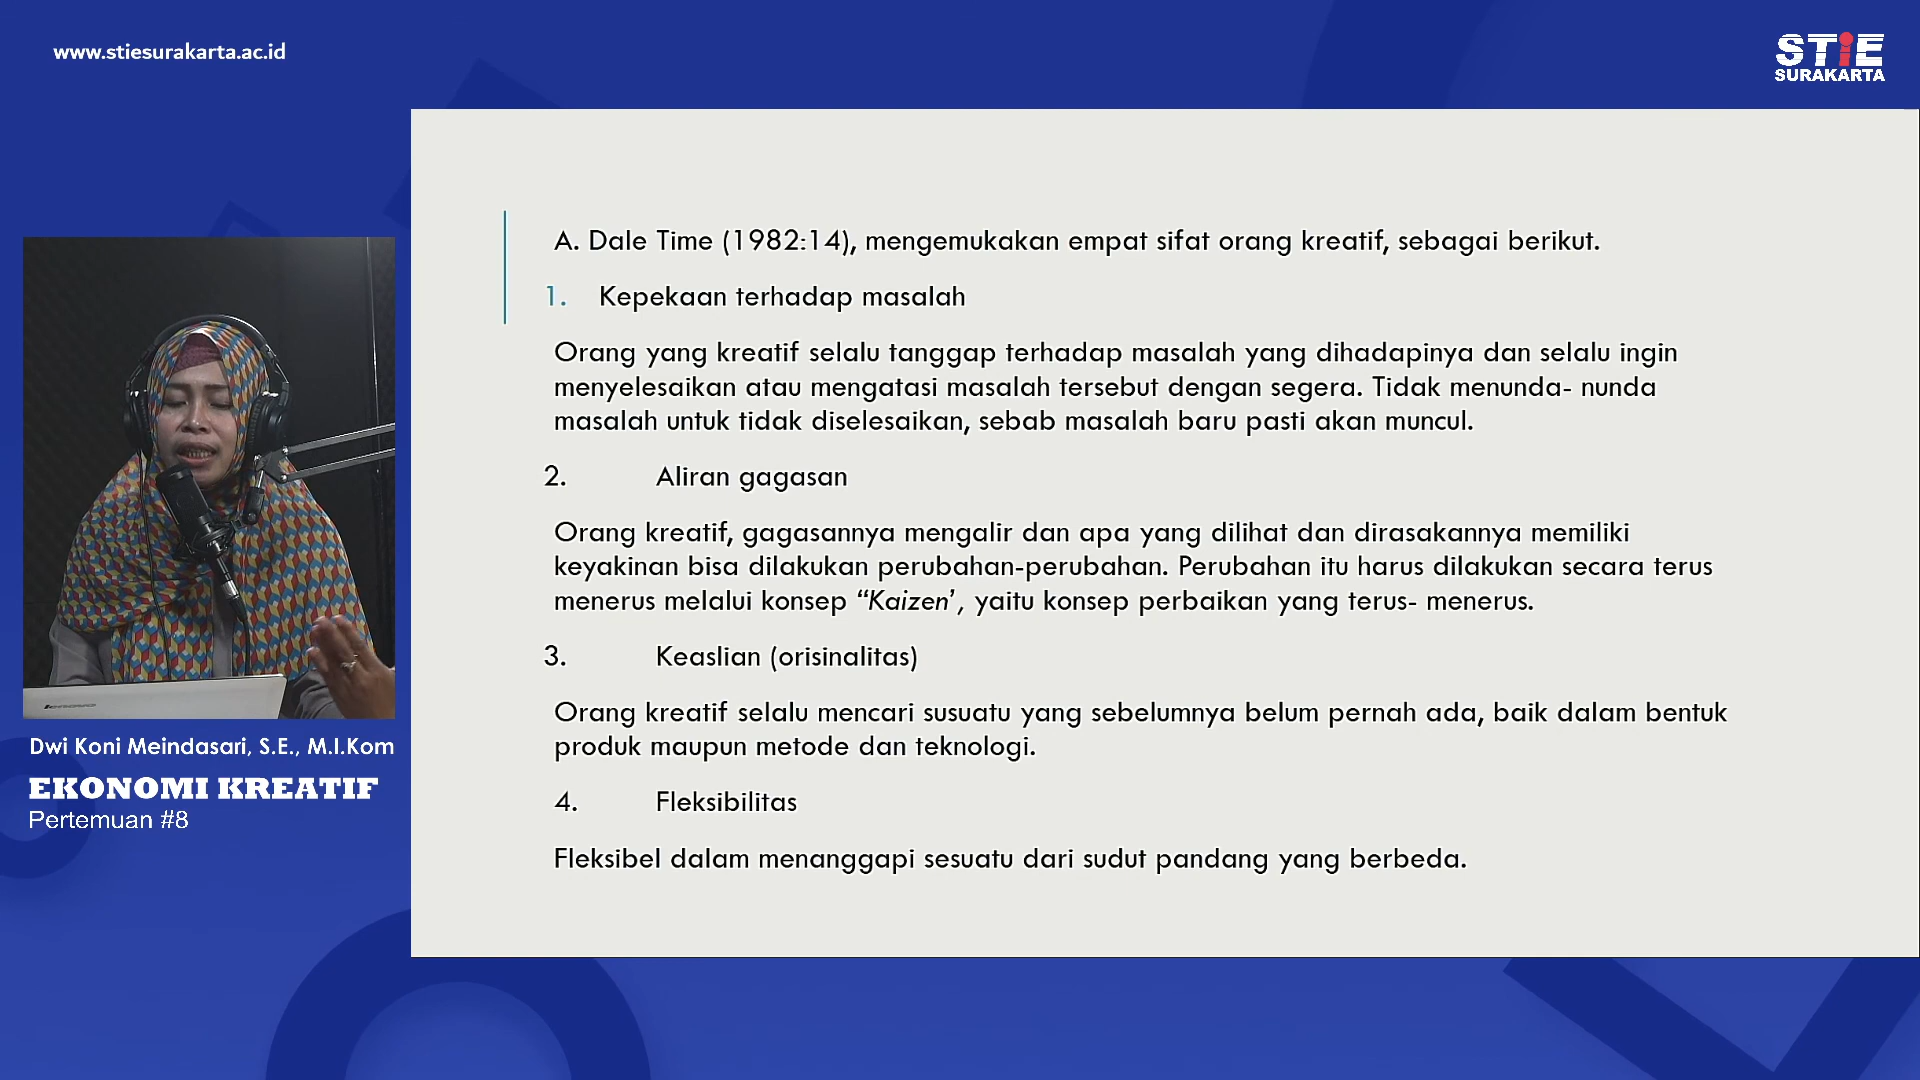 www.stiesurakarta.ac.id
STiE
SURAKARTA
A. Dale Time (1982:14), mengemukakan empat sifat orang kreatif, sebagai berikut.
1. Kepekaan terhadap masalah
Orang yang kreatif selalu tanggap terhadap masalah yang dihadapinya dan selalu ingin
menyelesaikan atau mengatasi masalah tersebut dengan segera. Tidak menunda- nunda
masalah untuk tidak diselesaikan, sebab masalah baru pasti akan muncul.
2. Aliran gagasan
Orang kreatif, gagasannya mengalir dan apa yang dilihat dan dirasakannya memiliki
keyakinan bisa dilakukan perubahan-perubahan. Perubahan itu harus dilakukan secara terus
menerus melalui konsep “Kaizen’, yaitu konsep perbaikan yang terus- menerus.
3. Keaslian (orisinalitas)
Orang kreatif selalu mencari susuatu yang sebelumnya belum pernah ada, baik dalam bentuk
produk maupun metode dan teknologi.
4. Fleksibilitas
Fleksibel dalam menanggapi sesuatu dari sudut pandang yang berbeda.
Dwi Koni Meindasari, S.E., M.I.Kom
EKONOMI KREATIF
Pertemuan #8